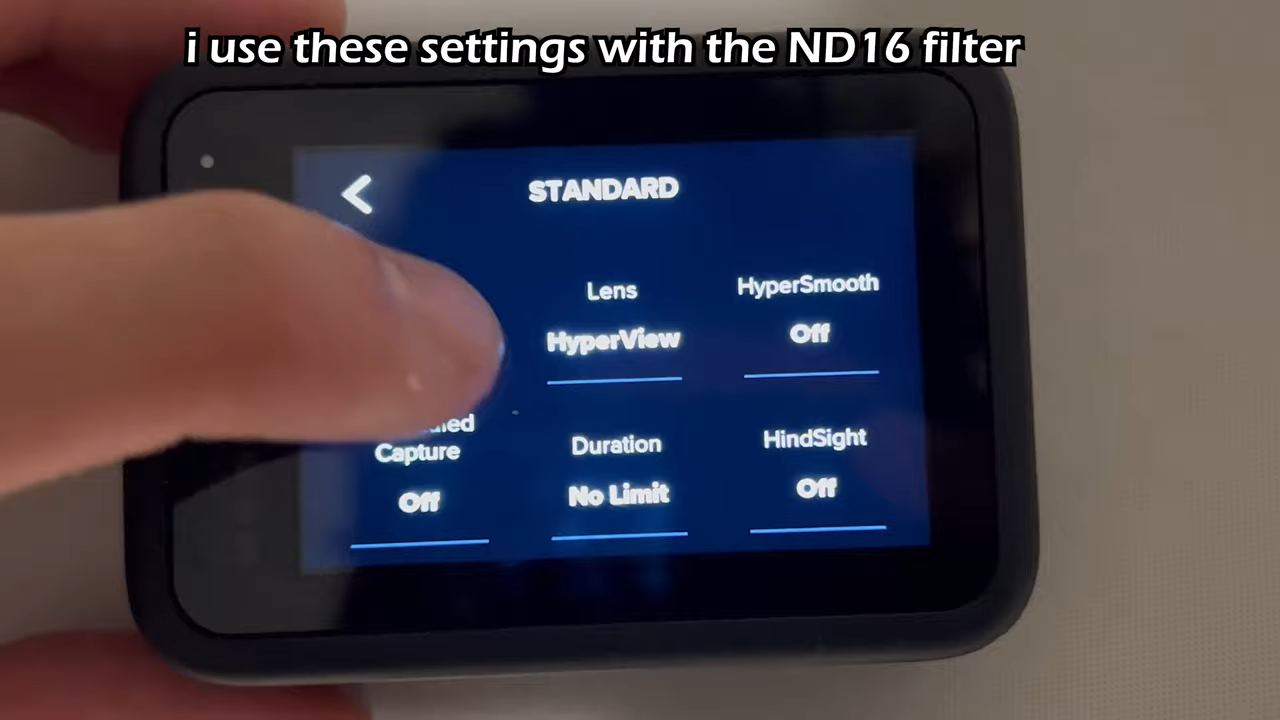 i use these settings with the ND16 filter
STANDARD
Lens
HyperView
HyperSmooth
Off
Capture
Off
Duration
No Limit
HindSight
Off